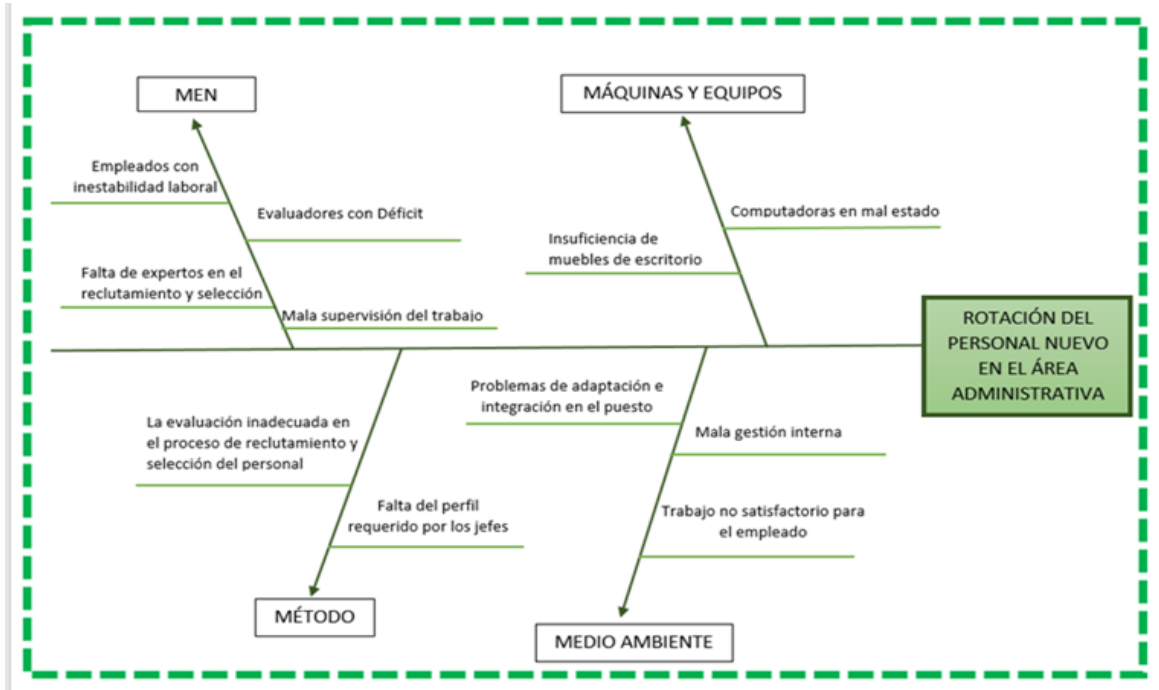 MEN
MÁQUINAS Y EQUIPOS
Empleados con
inestabilidad laboral
Evaluadores con Déficit
Computadoras en mal estado
Insuficiencia de
muebles de escritorio
Falta de expertos en el
reclutamiento y selección
Mala supervisión del trabajo
ROTACIÓN DEL
PERSONAL NUEVO
EN EL ÁREA
ADMINISTRATIVA
Problemas de adaptación e
integración en el puesto
La evaluación inadecuada en
el proceso de reclutamiento y
selección del personal
Mala gestión interna
Falta del perfil
requerido por los jefes
Trabajo no satisfactorio para
el empleado
MÉTODO
MEDIO AMBIENTE